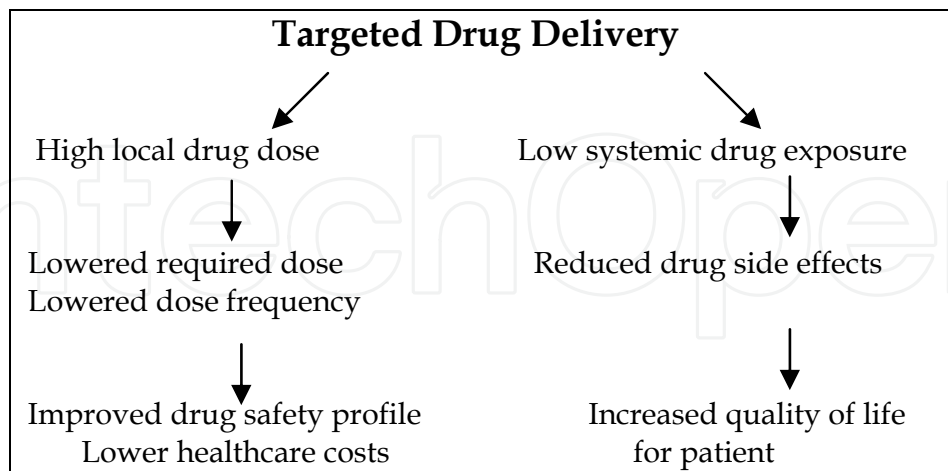 Targeted Drug Delivery
High local drug dose
Lowered required dose
Lowered dose frequency
Improved drug safety profile
Lower healthcare costs
Low systemic drug exposure
Reduced drug side effects
Increased quality of life
for patient